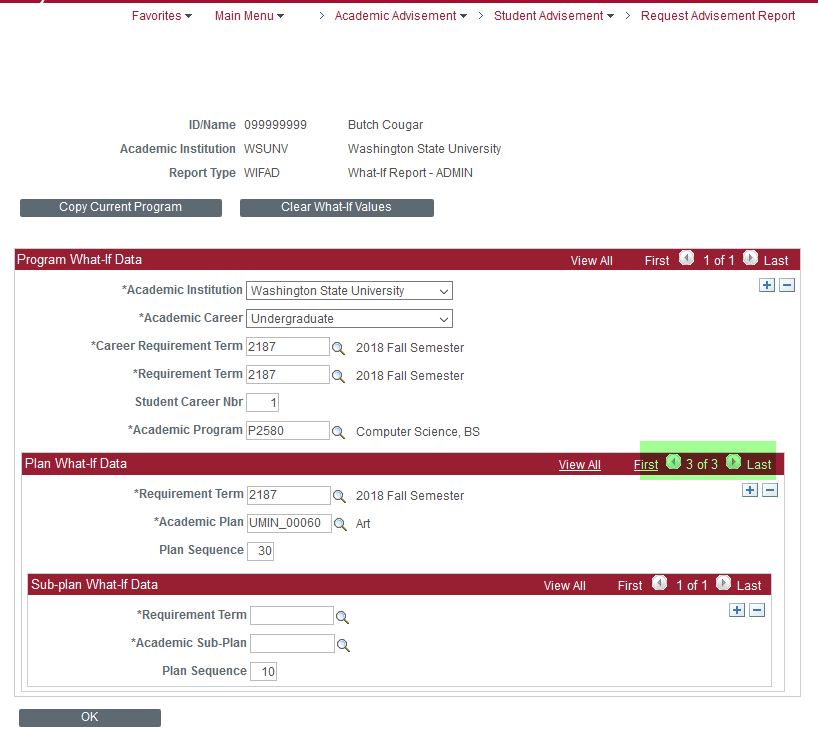 Favorites Main Menu > Academic Advisement > Student Advisement > Request Advisement Report
ID/Name 099999999 Butch Cougar
Academic Institution WSUNV Washington State University
Report Type WIFAD What-If Report - ADMIN
Copy Current Program Clear What-If Values
Program What-If Data View All First 1 of 1 Last
*Academic Institution Washington State University
*Academic Career Undergraduate
*Career Requirement Term 2187 2018 Fall Semester
*Requirement Term 2187 2018 Fall Semester
Student Career Nbr 1
*Academic Program P2580 Computer Science, BS
Plan What-If Data View All First 3 of 3 Last
*Requirement Term 2187 2018 Fall Semester
*Academic Plan UMIN_00060 Art
Plan Sequence 30
Sub-plan What-If Data View All First 1 of 1 Last
*Requirement Term
*Academic Sub-Plan
Plan Sequence 10
OK